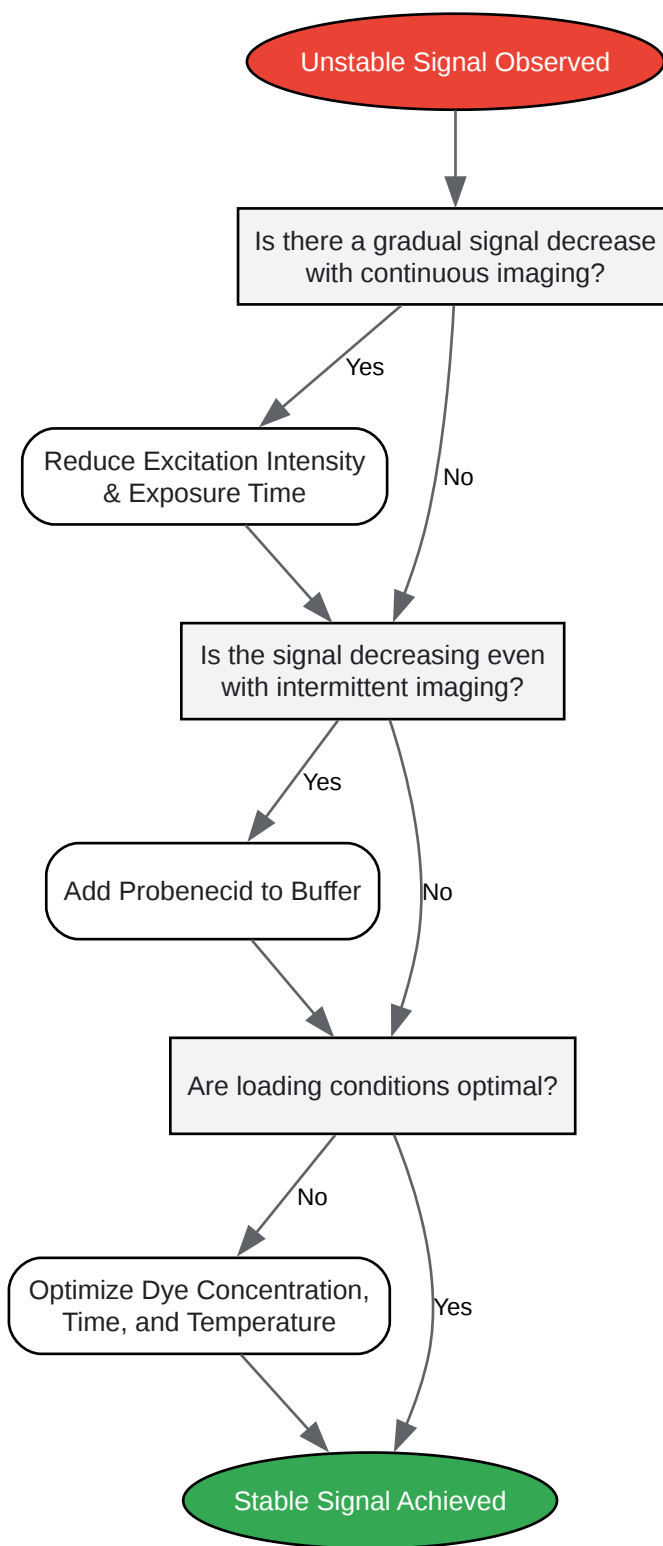 Unstable Signal Observed
Is there a gradual signal decrease
with continuous imaging?
Yes
Reduce Excitation Intensity
& Exposure Time
No
Is the signal decreasing even
with intermittent imaging?
Yes
Add Probenecid to Buffer
No
Are loading conditions optimal?
No
Optimize Dye Concentration,
Time, and Temperature
Yes
Stable Signal Achieved